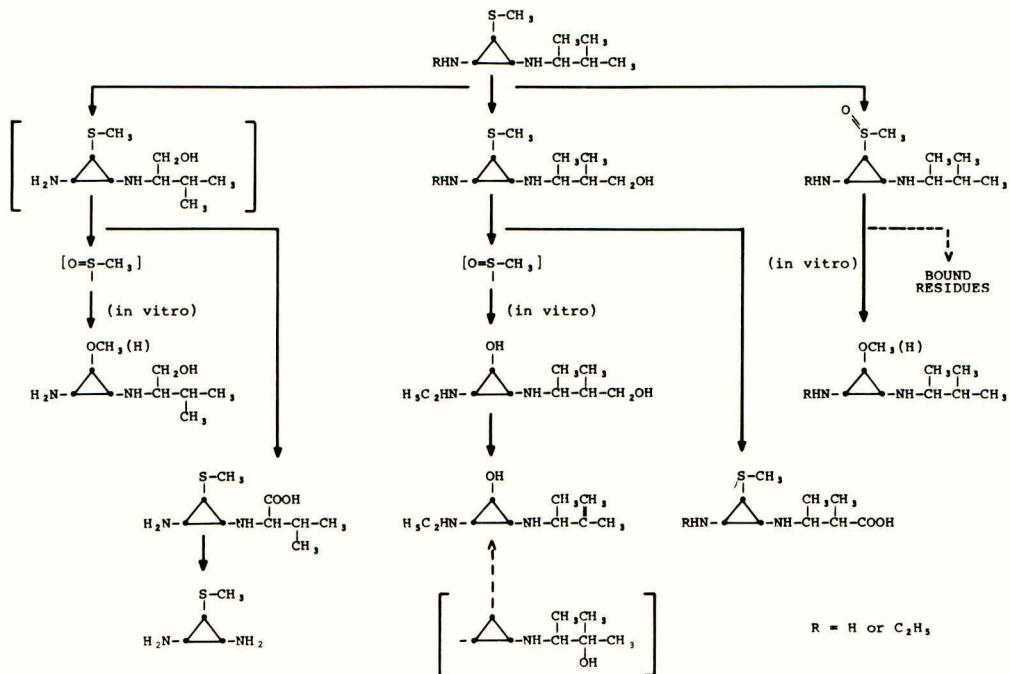 S-CH₃
CH₃CH₃
RHN- -NH-CH-CH-CH₃
S-CH₃
CH₂OH
H₂N- -NH-CH-CH-CH₃
CH₃
S-CH₃
CH₃CH₃
RHN- -NH-CH-CH-CH₂OH
O
S-CH₃
CH₃CH₃
RHN- -NH-CH-CH-CH₃
[O=S-CH₃]
(in vitro)
[O=S-CH₃]
(in vitro)
(in vitro)
BOUND
RESIDUES
OCH₃(H)
CH₂OH
H₂N- -NH-CH-CH-CH₃
CH₃
OH
CH₃CH₃
H₅C₂HN- -NH-CH-CH-CH₂OH
OCH₃(H)
CH₃CH₃
RHN- -NH-CH-CH-CH₃
S-CH₃
COOH
H₂N- -NH-CH-CH-CH₃
CH₃
OH
CH₃CH₃
H₅C₂HN- -NH-CH-C-CH₃
S-CH₃
CH₃CH₃
RHN- -NH-CH-CH-COOH
S-CH₃
H₂N- -NH₂
CH₃CH₃
- -NH-CH-C-CH₃
OH
R = H or C₂H₅